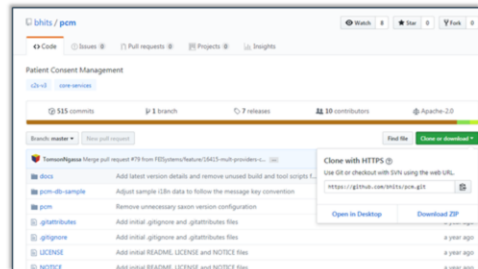 bhits / pcm
Watch 8 Star 0 Fork 0
Code Issues 0 Pull requests 0 Projects 0 Insights
Patient Consent Management
c2s-v3 core-services
515 commits 1 branch 7 releases 10 contributors Apache-2.0
Branch: master New pull request Find file Clone or download
TomsonNgassa Merge pull request #79 from FEISystems/feature/16415-mult-providers-c...
Clone with HTTPS
docs Add latest version details and remove unused build and tool scripts f...
Use Git or checkout with SVN using the web URL.
pcm-db-sample Adjust sample i18n data to follow the message key convention
https://github.com/bhits/pcm.git
pcm Remove unnecessary saxon version configuration
Open in Desktop Download ZIP
.gitattributes Add initial .gitignore and .gitattributes files
.gitignore Add initial .gitignore and .gitattributes files a year ago
LICENSE Add initial README, LICENSE and NOTICE files a year ago
NOTICE Add initial README, LICENSE and NOTICE files a year ago